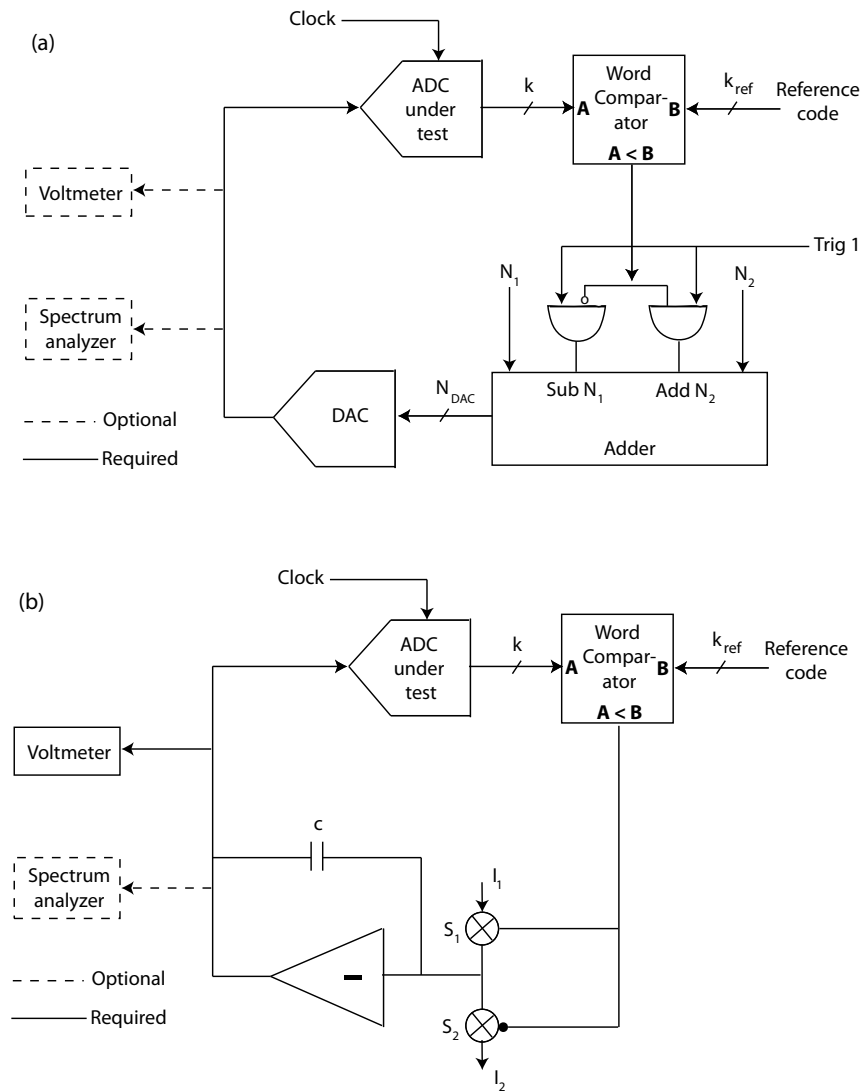 (a)
Clock
ADC
under
test
k
Word
Compar-
ator
A
B
A < B
k_ref
Reference
code
Voltmeter
Trig 1
N_1
N_2
Spectrum
analyzer
DAC
N_DAC
Sub N_1
Add N_2
Adder
Optional
Required
(b)
Clock
ADC
under
test
k
Word
Compar-
ator
A
B
A < B
k_ref
Reference
code
Voltmeter
c
Spectrum
analyzer
I_1
S_1
-
S_2
I_2
Optional
Required